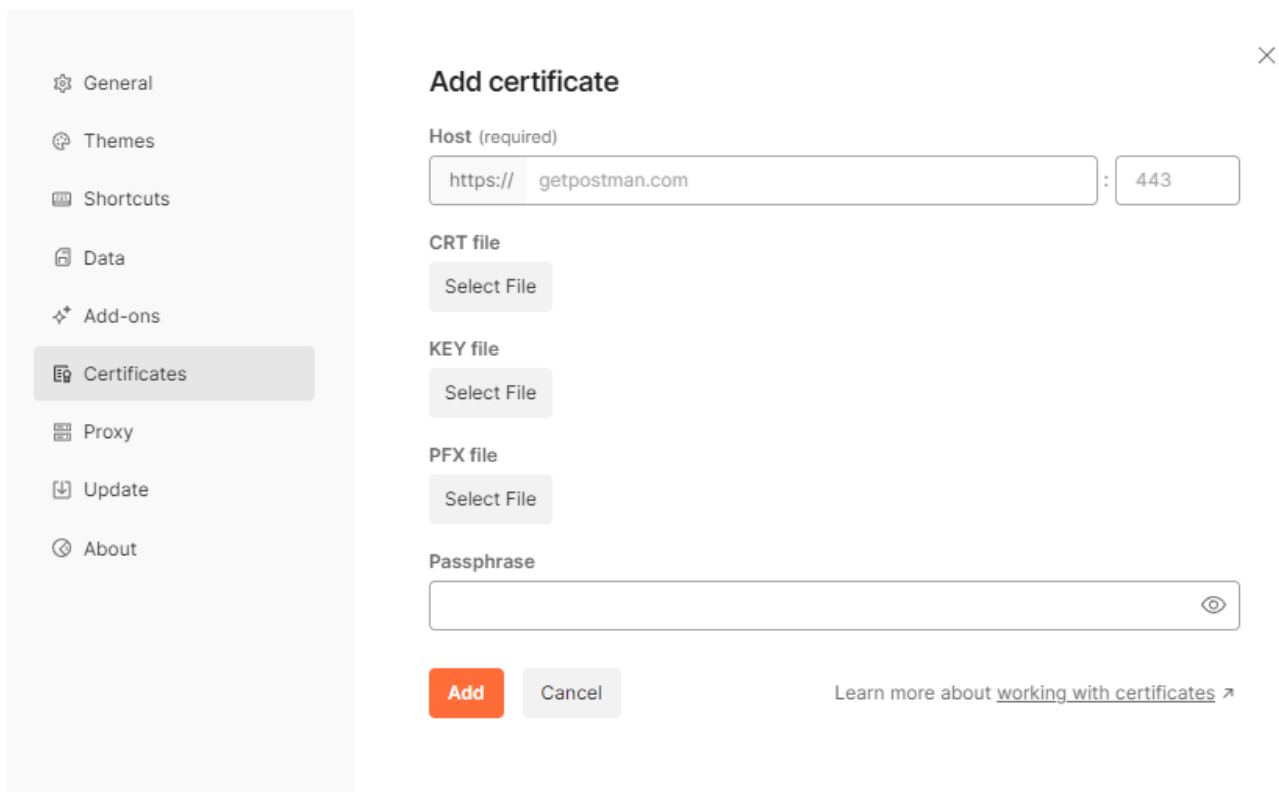 General
Themes
Shortcuts
Data
Add-ons
Certificates
Proxy
Update
About
Add certificate
Host (required)
https:// getpostman.com : 443
CRT file
Select File
KEY file
Select File
PFX file
Select File
Passphrase
Add Cancel Learn more about working with certificates ↗